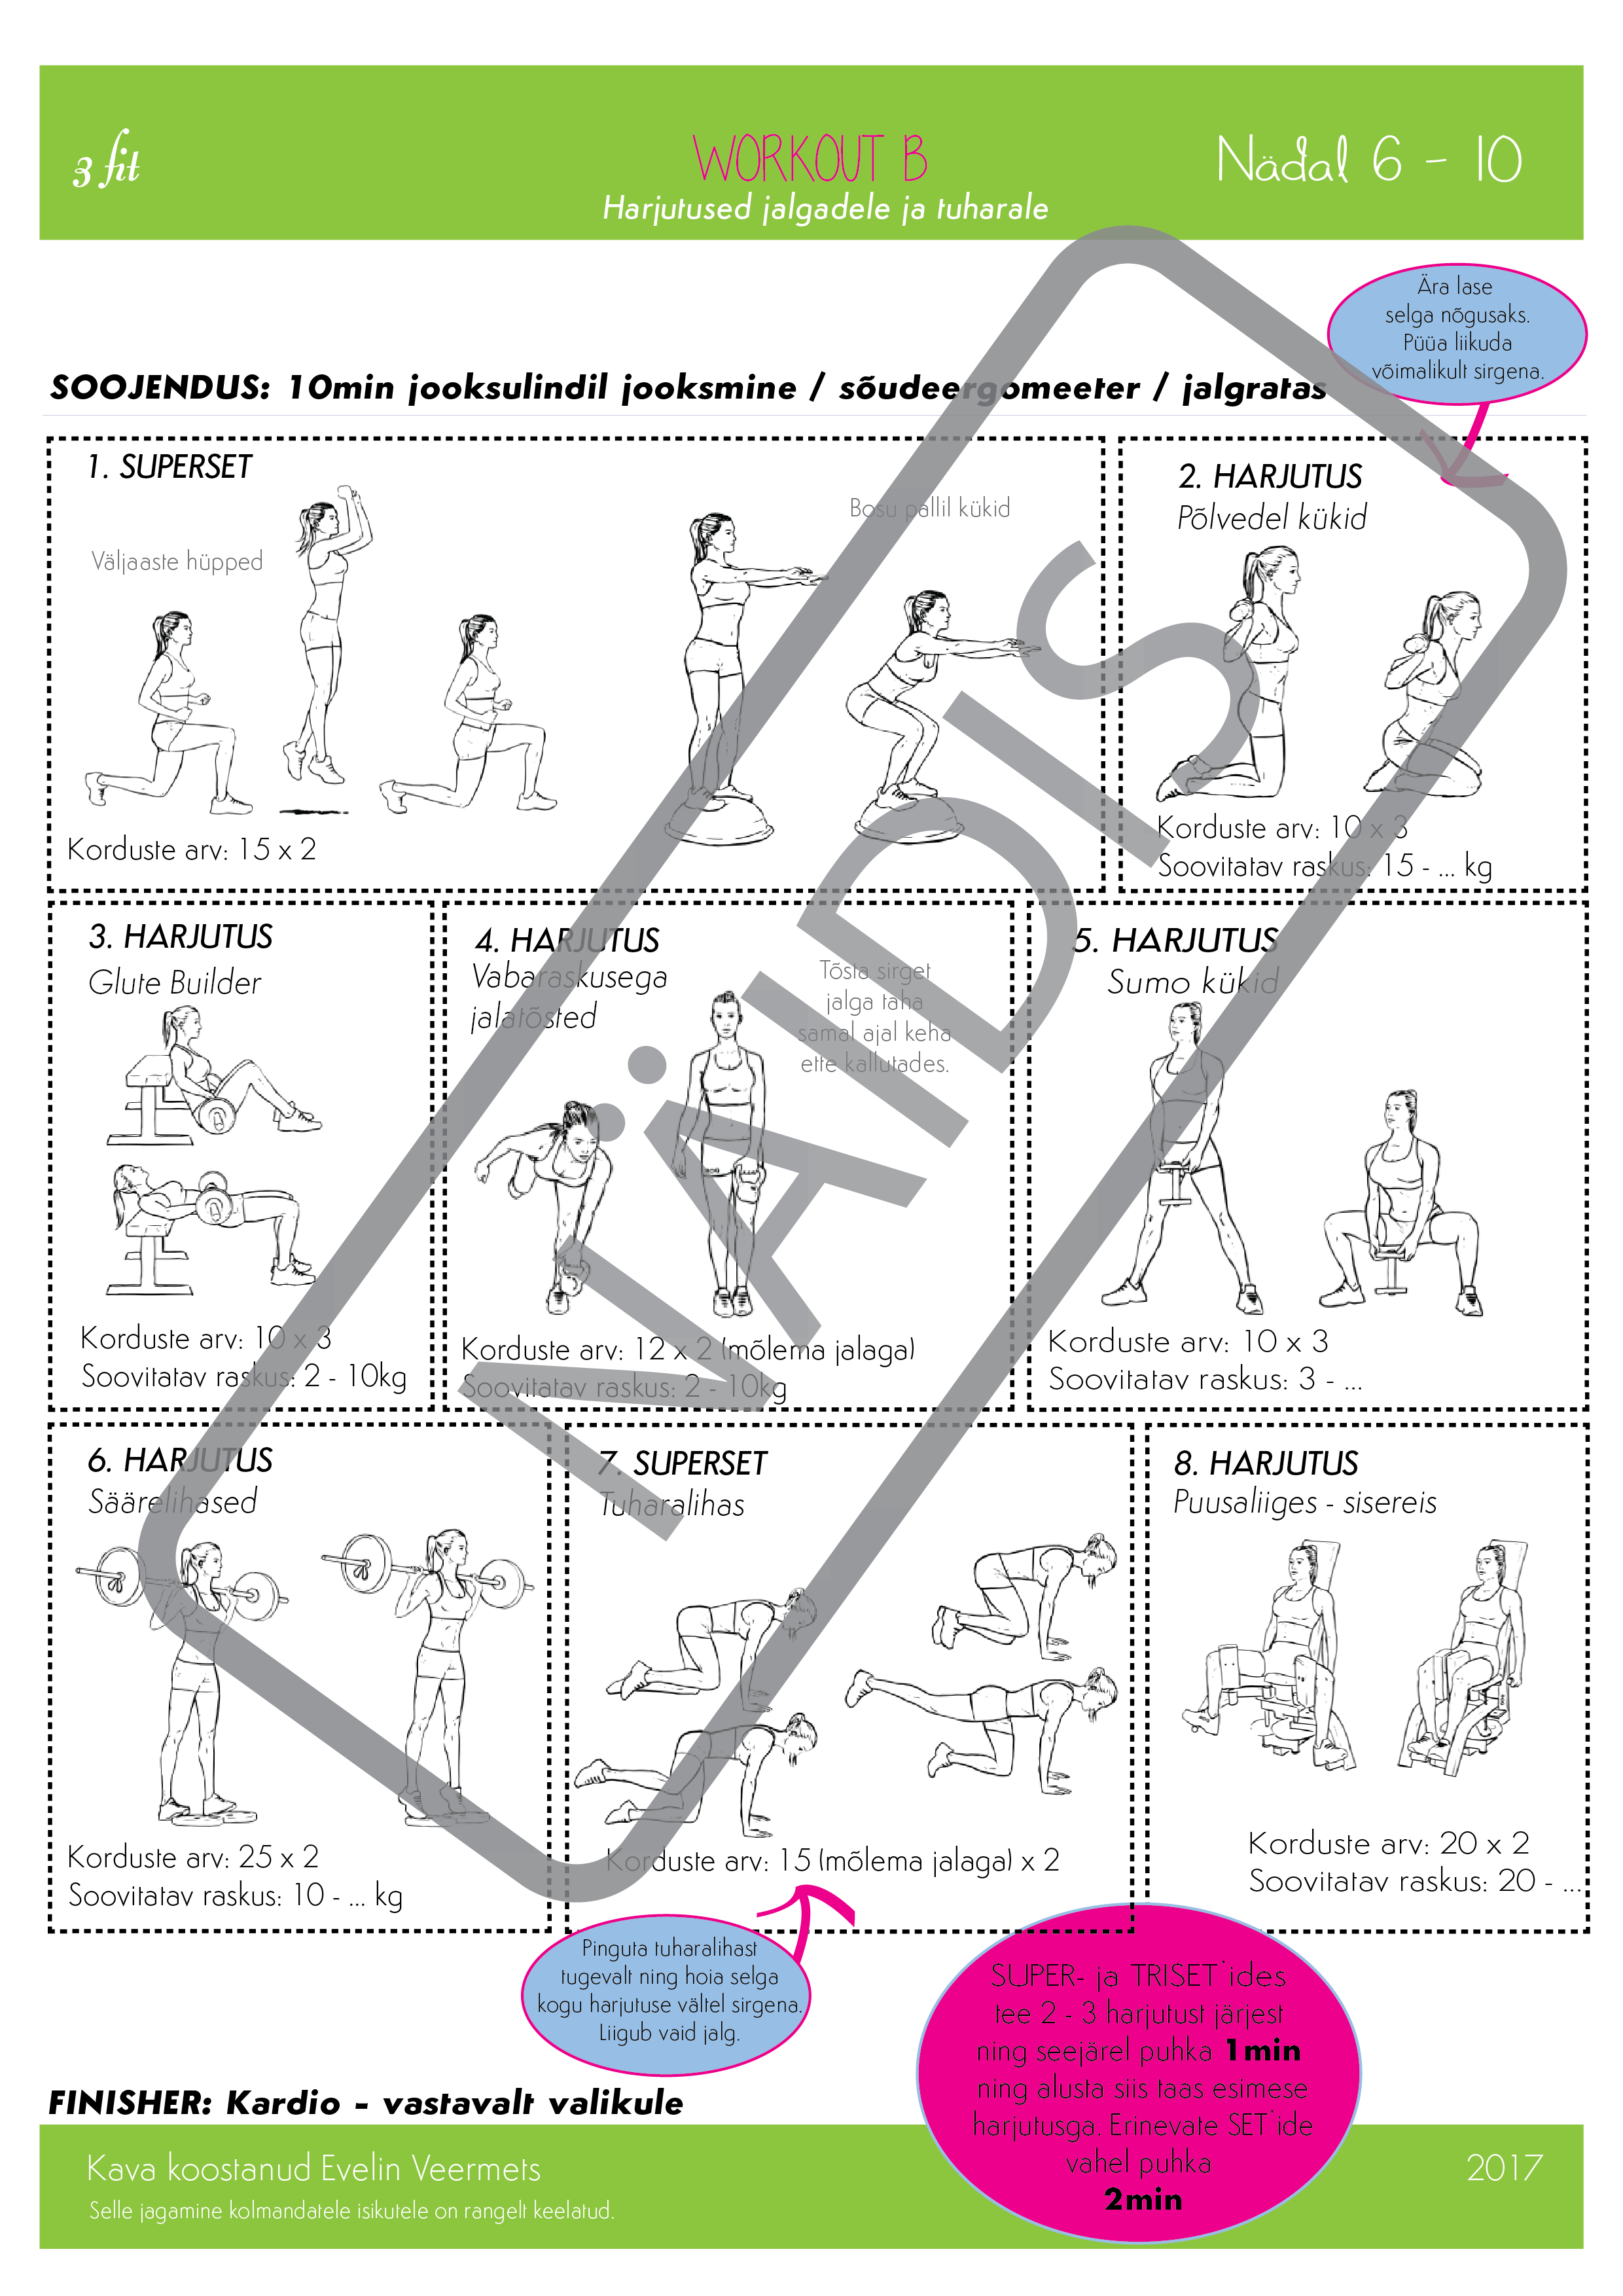 3 fit
WORKOUT B
Harjutused jalgadele ja tuharale
Nädal 6 - 10
Ära lase
selga nõgusaks.
Püüa liikuda
võimalikult sirgena.
SOOJENDUS: 10min jooksulindil jooksmine / sõudeergomeeter / jalgratas
1. SUPERSET
Väljaaste hüpped
Bosu pallil kükid
Korduste arv: 15 x 2
2. HARJUTUS
Põlvedel kükid
Korduste arv: 10 x 3
Soovitatav raskus: 15 - ... kg
3. HARJUTUS
Glute Builder
Korduste arv: 10 x 3
Soovitatav raskus: 2 - 10kg
4. HARJUTUS
Vabaraskusega
jalatõsted
Tõsta sirget
jalga taha
samal ajal keha
ette kallutades.
Korduste arv: 12 x 2 (mõlema jalaga)
Soovitatav raskus: 2 - 10kg
5. HARJUTUS
Sumo kükid
Korduste arv: 10 x 3
Soovitatav raskus: 3 - ...
6. HARJUTUS
Säärelihased
Korduste arv: 25 x 2
Soovitatav raskus: 10 - ... kg
7. SUPERSET
Tuharalihas
Korduste arv: 15 (mõlema jalaga) x 2
8. HARJUTUS
Puusaliiges - sisereis
Korduste arv: 20 x 2
Soovitatav raskus: 20 - ...
NÄIDIS
Pinguta tuharalihast
tugevalt ning hoia selga
kogu harjutuse vältel sirgena.
Liigub vaid jalg.
SUPER- ja TRISET`ides
tee 2 - 3 harjutust järjest
ning seejärel puhka 1min
ning alusta siis taas esimese
harjutusga. Erinevate SET`ide
vahel puhka
2min
FINISHER: Kardio - vastavalt valikule
Kava koostanud Evelin Veermets
Selle jagamine kolmandatele isikutele on rangelt keelatud.
2017